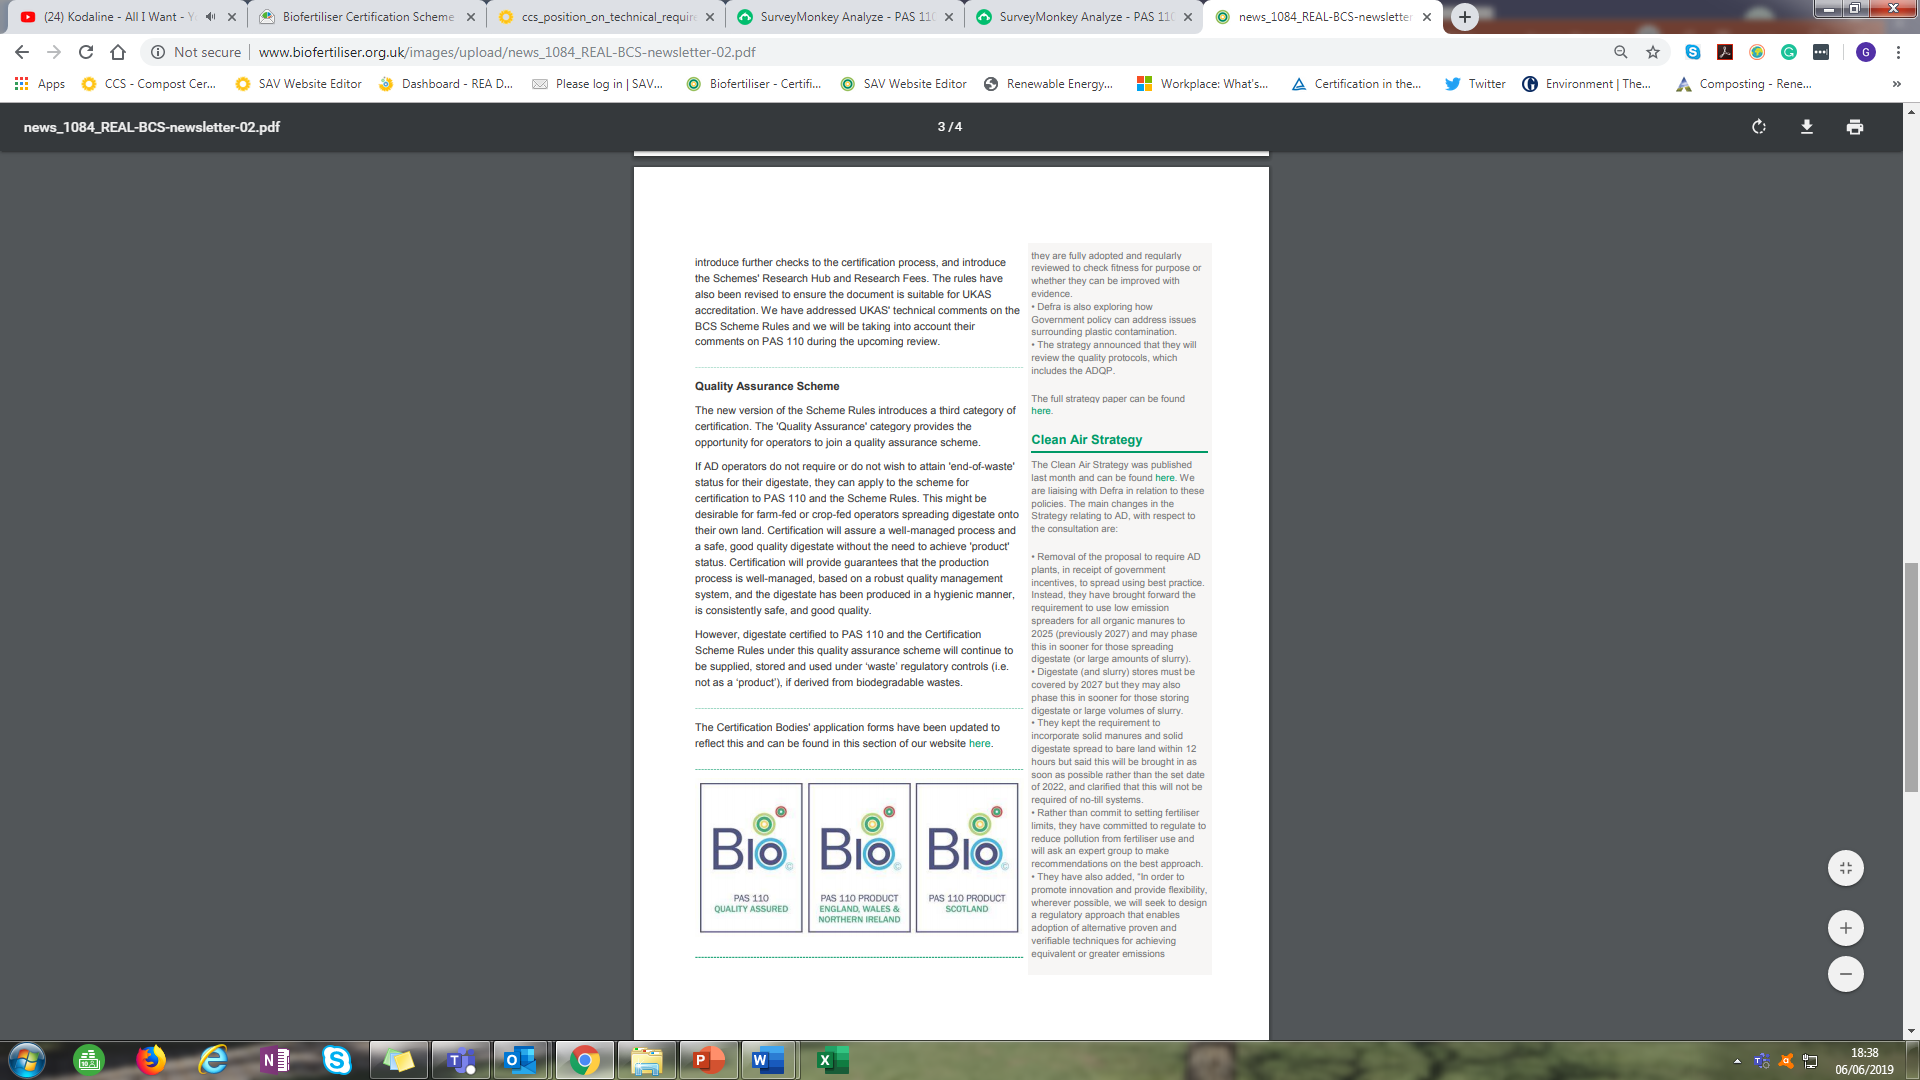 (24) Kodaline - All I Want - Y
Biofertiliser Certification Scheme
ccs_position_on_technical_require
SurveyMonkey Analyze - PAS 110
SurveyMonkey Analyze - PAS 110
news_1084_REAL-BCS-newsletter
Not secure
www.biofertiliser.org.uk/images/upload/news_1084_REAL-BCS-newsletter-02.pdf
G
Apps
CCS - Compost Cer...
SAV Website Editor
Dashboard - REA D...
Please log in | SAV...
Biofertiliser - Certifi...
SAV Website Editor
Renewable Energy...
Workplace: What's...
Certification in the...
Twitter
Environment | The...
Composting - Rene...
»
news_1084_REAL-BCS-newsletter-02.pdf
3 / 4
introduce further checks to the certification process, and introduce
the Schemes' Research Hub and Research Fees. The rules have
also been revised to ensure the document is suitable for UKAS
accreditation. We have addressed UKAS' technical comments on the
BCS Scheme Rules and we will be taking into account their
comments on PAS 110 during the upcoming review.
Quality Assurance Scheme
The new version of the Scheme Rules introduces a third category of
certification. The 'Quality Assurance' category provides the
opportunity for operators to join a quality assurance scheme.
If AD operators do not require or do not wish to attain 'end-of-waste'
status for their digestate, they can apply to the scheme for
certification to PAS 110 and the Scheme Rules. This might be
desirable for farm-fed or crop-fed operators spreading digestate onto
their own land. Certification will assure a well-managed process and
a safe, good quality digestate without the need to achieve 'product'
status. Certification will provide guarantees that the production
process is well-managed, based on a robust quality management
system, and the digestate has been produced in a hygienic manner,
is consistently safe, and good quality.
However, digestate certified to PAS 110 and the Certification
Scheme Rules under this quality assurance scheme will continue to
be supplied, stored and used under ‘waste’ regulatory controls (i.e.
not as a ‘product’), if derived from biodegradable wastes.
The Certification Bodies' application forms have been updated to
reflect this and can be found in this section of our website here.
BIO ©
PAS 110
QUALITY ASSURED
BIO ©
PAS 110 PRODUCT
ENGLAND, WALES &
NORTHERN IRELAND
BIO ©
PAS 110 PRODUCT
SCOTLAND
they are fully adopted and regularly
reviewed to check fitness for purpose or
whether they can be improved with
evidence.
• Defra is also exploring how
Government policy can address issues
surrounding plastic contamination.
• The strategy announced that they will
review the quality protocols, which
includes the ADQP.
The full strategy paper can be found
here.
Clean Air Strategy
The Clean Air Strategy was published
last month and can be found here. We
are liaising with Defra in relation to these
policies. The main changes in the
Strategy relating to AD, with respect to
the consultation are:
• Removal of the proposal to require AD
plants, in receipt of government
incentives, to spread using best practice.
Instead, they have brought forward the
requirement to use low emission
spreaders for all organic manures to
2025 (previously 2027) and may phase
this in sooner for those spreading
digestate (or large amounts of slurry).
• Digestate (and slurry) stores must be
covered by 2027 but they may also
phase this in sooner for those storing
digestate or large volumes of slurry.
• They kept the requirement to
incorporate solid manures and solid
digestate spread to bare land within 12
hours but said this will be brought in as
soon as possible rather than the set date
of 2022, and clarified that this will not be
required of no-till systems.
• Rather than commit to setting fertiliser
limits, they have committed to regulate to
reduce pollution from fertiliser use and
will ask an expert group to make
recommendations on the best approach.
• They have also added, “In order to
promote innovation and provide flexibility,
wherever possible, we will seek to design
a regulatory approach that enables
adoption of alternative proven and
verifiable techniques for achieving
equivalent or greater emissions
18:38
06/06/2019